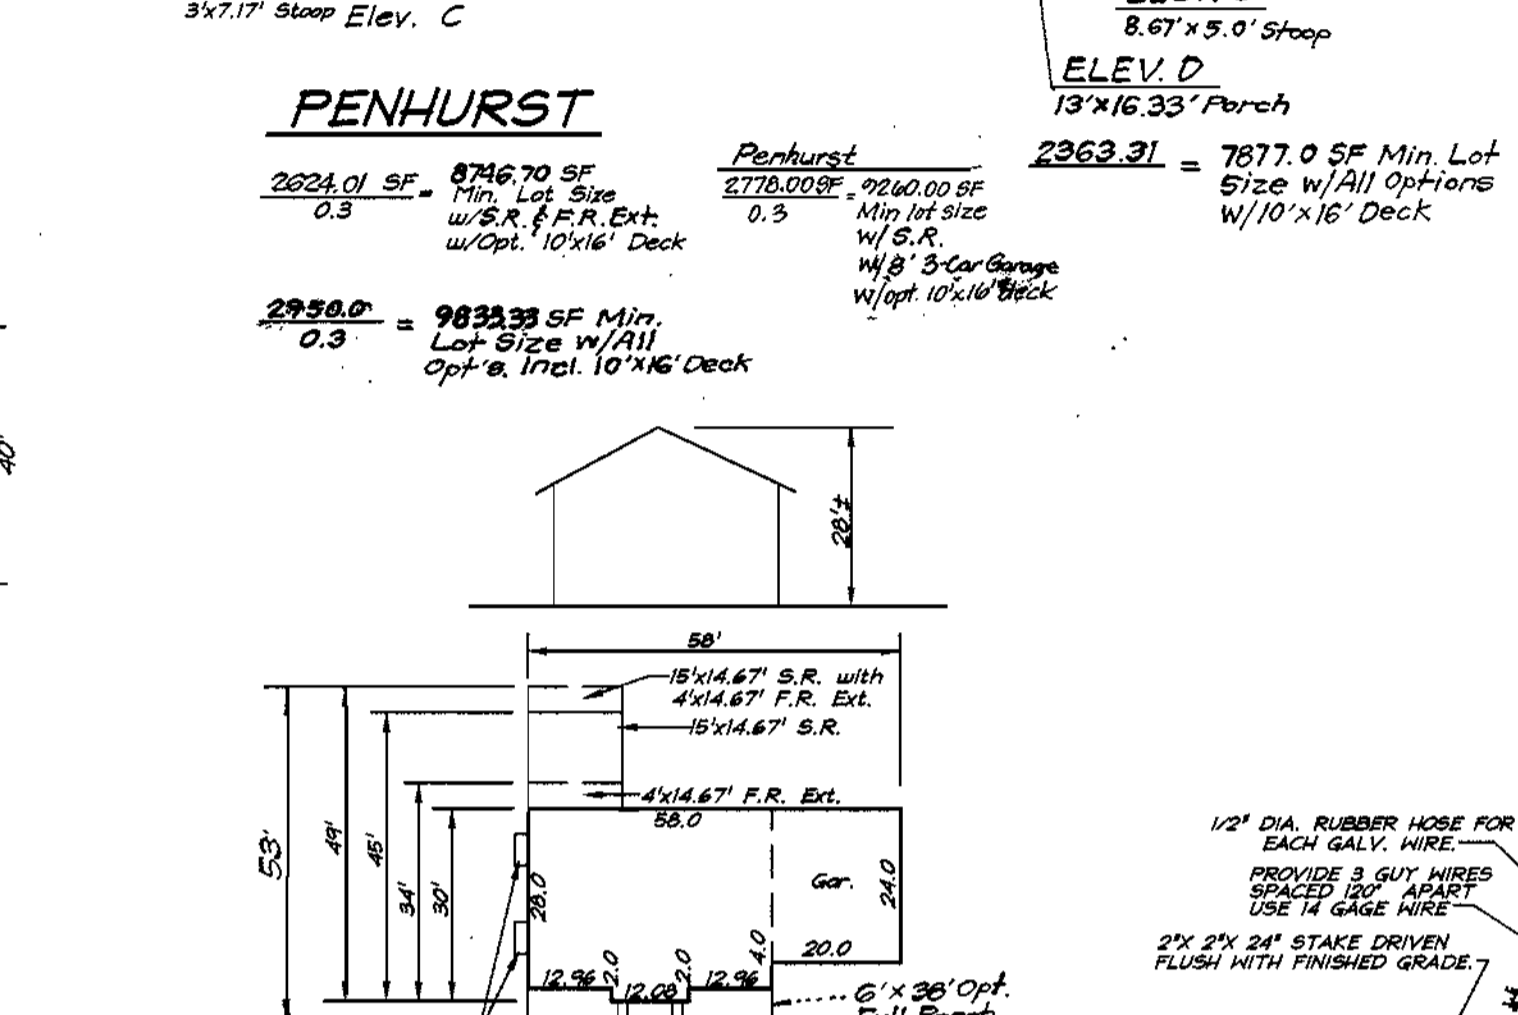 3'x7.17' Stoop Elev. C
8.67'x5.0' Stoop
ELEV. D
13'x16.33' Porch
PENHURST
2624.01 SF = 8746.70 SF
0.3
Min. Lot Size
w/S.R. & F.R. Ext.
w/Opt. 10'x16' Deck
Penhurst
2778.00SF = 9260.00 SF
0.3
Min lot size
w/ S.R.
w/8' 3-Car Garage
w/opt. 10'x16' Deck
2363.31 = 7877.0 SF Min. Lot
Size w/All Options
w/10'x16' Deck
2950.0 = 9833.33 SF Min.
0.3
Lot Size w/All
Opt's. Incl. 10'x16' Deck
40'
28'±
58'
15'x14.67' S.R. with
4'x14.67' F.R. Ext.
15'x14.67' S.R.
4'x14.67' F.R. Ext.
58.0
53'
49'
45'
34'
30'
28.0
Gar.
24.0
4.0
20.0
12.96
2.0
12.08
2.0
12.96
6'x38' Opt.
1/2" DIA. RUBBER HOSE FOR
EACH GALV. WIRE.
PROVIDE 3 GUY WIRES
SPACED 120° APART
USE 14 GAGE WIRE
2"X 2"X 24" STAKE DRIVEN
FLUSH WITH FINISHED GRADE.